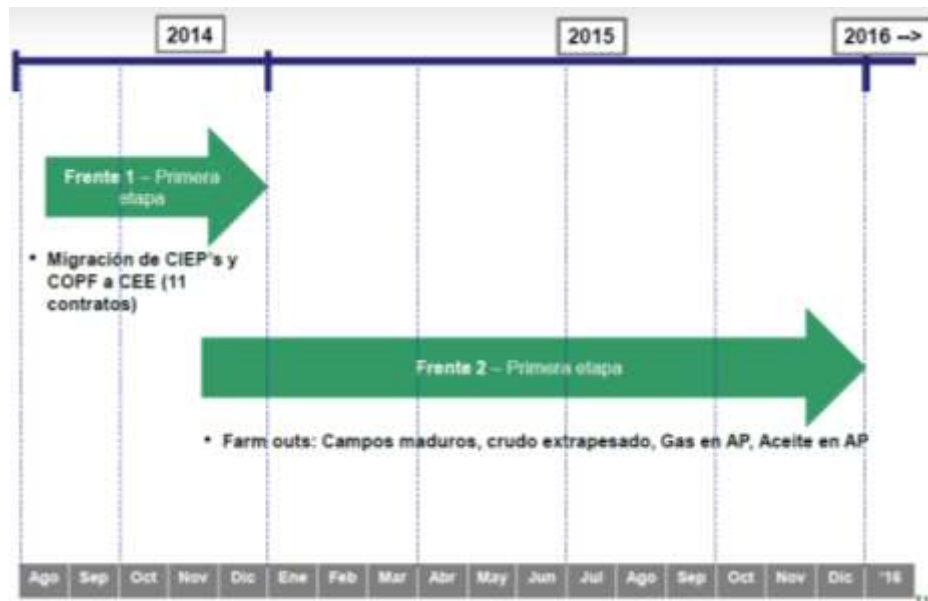 2014
2015
2016 -->
Frente 1 – Primera
etapa
• Migración de CIEP's y
COPF a CEE (11
contratos)
Frente 2 – Primera etapa
• Farm outs: Campos maduros, crudo extrapesado, Gas en AP, Aceite en AP
Ago Sep Oct Nov Dic Ene Feb Mar Abr May Jun Jul Ago Sep Oct Nov Dic '16